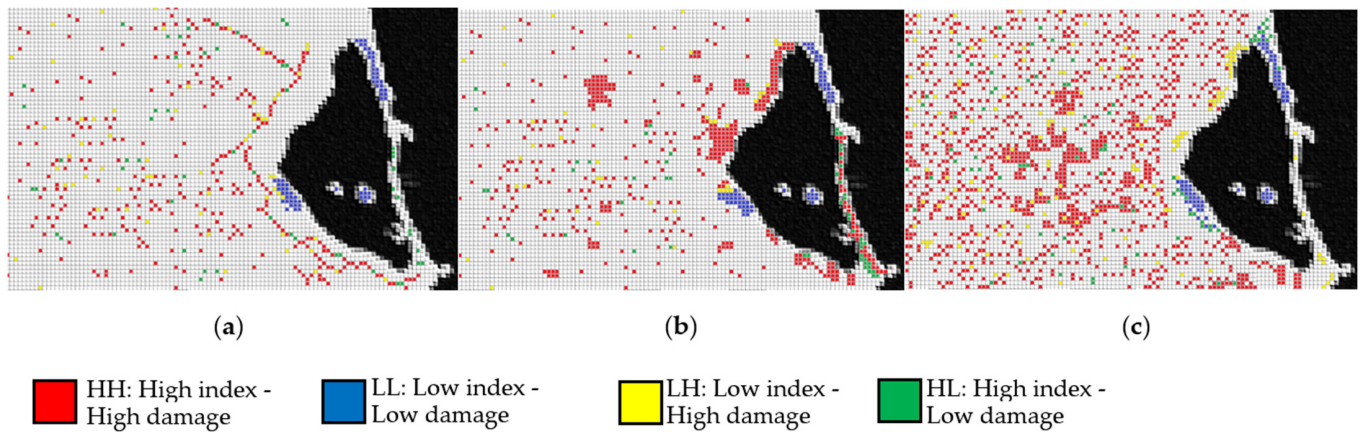 (a)
(b)
(c)
HH: High index -
High damage
LL: Low index -
Low damage
LH: Low index -
High damage
HL: High index -
Low damage